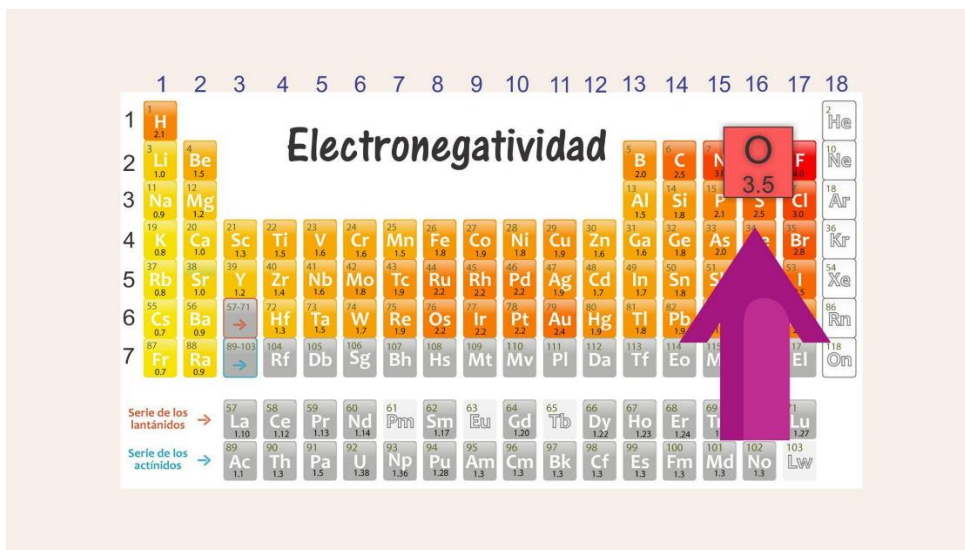 1 2 3 4 5 6 7 8 9 10 11 12 13 14 15 16 17 18
Electronegatividad
1 2
1 H He
2.1
3 4 5 6 7 10
2 Li Be B C N O F Ne
1.0 1.5 2.0 2.5 3.5
11 12 13 14 15 18
3 Na Mg Al Si P S Cl Ar
0.9 1.2 1.5 1.8 2.1 2.5 3.0
19 20 21 22 23 24 25 26 27 28 29 30 31 32 33 36
4 K Ca Sc Ti V Cr Mn Fe Co Ni Cu Zn Ga Ge As Br Kr
0.8 1.0 1.3 1.5 1.6 1.6 1.5 1.8 1.9 1.8 1.9 1.6 1.6 1.8 2.0 2.8
37 38 39 40 41 42 43 44 45 46 47 48 49 50 51 53 54
5 Rb Sr Y Zr Nb Mo Tc Ru Rh Pd Ag Cd In Sn I Xe
0.8 1.0 1.2 1.4 1.6 1.8 1.9 2.2 2.2 2.2 1.9 1.7 1.7 1.8
55 56 57-71 72 73 74 75 76 77 78 79 80 81 82 86
6 Cs Ba → Hf Ta W Re Os Ir Pt Au Hg Tl Pb Rn
0.7 0.9 1.3 1.5 1.7 1.9 2.2 2.2 2.2 2.4 1.9 1.8 1.9
87 88 89-103 104 105 106 107 108 109 110 111 112 113 114 115 117 118
7 Fr Ra → Rf Db Sg Bh Hs Mt Mv Pl Da Tf Eo El On
0.7 0.9
Serie de los
lantánidos →
57 58 59 60 61 62 63 64 65 66 67 68 69
La Ce Pr Nd Pm Sm Eu Gd Tb Dy Ho Er Lu
1.10 1.12 1.13 1.14 1.17 1.20 1.22 1.23 1.24 1.27
Serie de los
actínidos →
89 90 91 92 93 94 95 96 97 98 99 100 101 102 103
Ac Th Pa U Np Pu Am Cm Bk Cf Es Fm Md No Lw
1.1 1.3 1.5 1.38 1.36 1.28 1.3 1.3 1.3 1.3 1.3 1.3 1.3 1.3